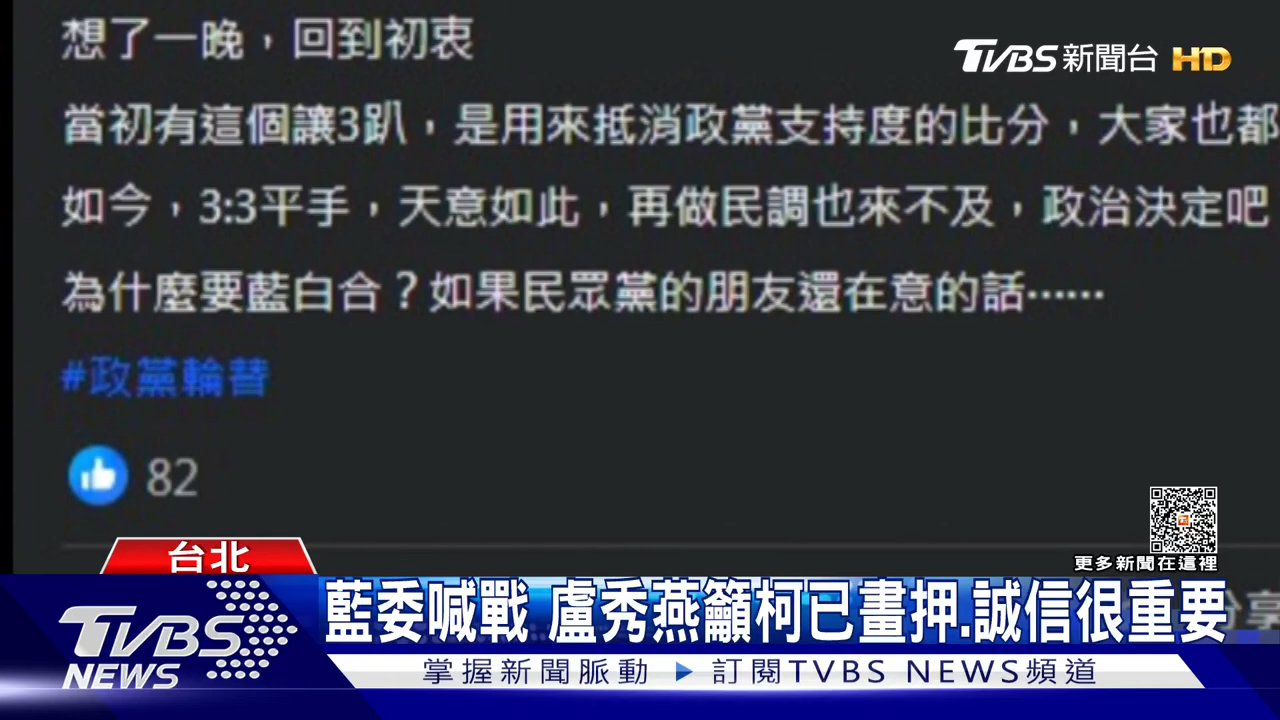 想了一晚，回到初衷
TVBS新聞台 HD
當初有這個讓3趴，是用來抵消政黨支持度的比分，大家也都
如今，3:3平手，天意如此，再做民調也來不及，政治決定吧
為什麼要藍白合？如果民眾黨的朋友還在意的話……
#政黨輪替
82
更多新聞在這裡
台北
藍委喊戰 盧秀燕籲柯已畫押.誠信很重要
分享
TVBS NEWS
掌握新聞脈動 ▶ 訂閱TVBS NEWS頻道